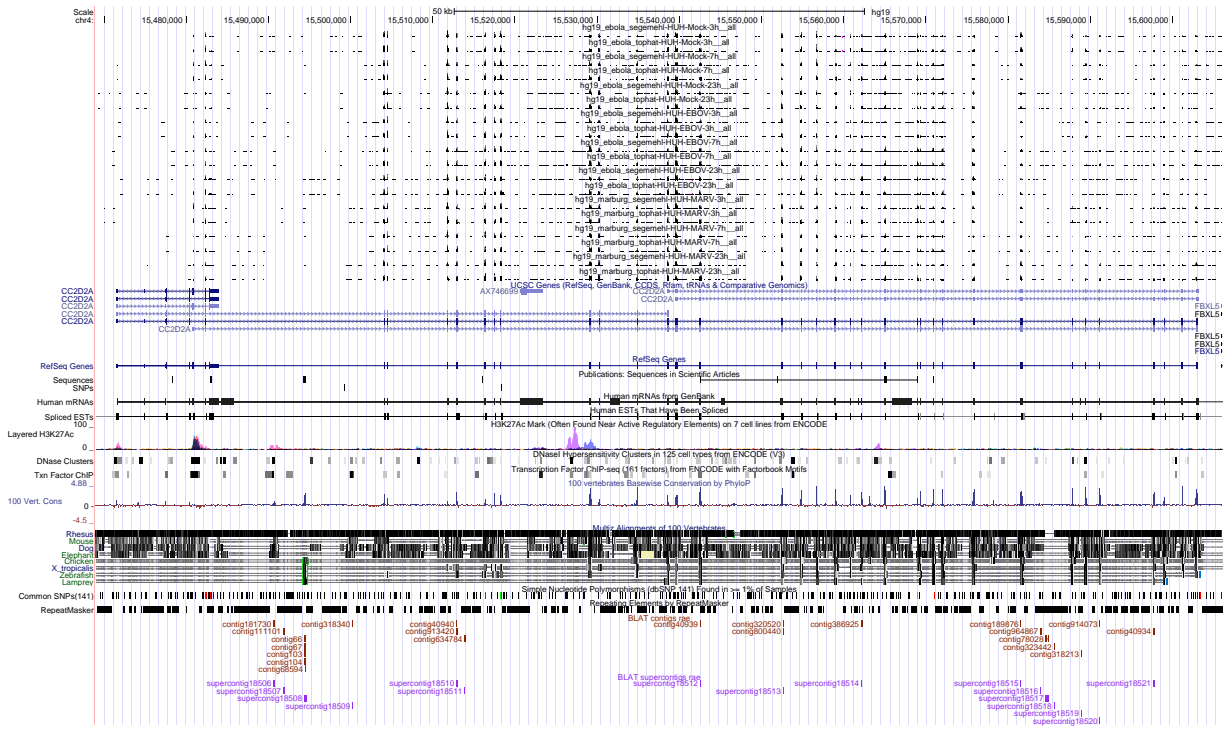 Scale 50 kb hg19
chr4: 15,480,000 15,490,000 15,500,000 15,510,000 15,520,000 15,530,000 15,540,000 15,550,000 15,560,000 15,570,000 15,580,000 15,590,000 15,600,000
hg19_ebola_segemehl-HUH-Mock-3h__all
hg19_ebola_tophat-HUH-Mock-3h__all
hg19_ebola_segemehl-HUH-Mock-7h__all
hg19_ebola_tophat-HUH-Mock-7h__all
hg19_ebola_segemehl-HUH-Mock-23h__all
hg19_ebola_tophat-HUH-Mock-23h__all
hg19_ebola_segemehl-HUH-EBOV-3h__all
hg19_ebola_tophat-HUH-EBOV-3h__all
hg19_ebola_segemehl-HUH-EBOV-7h__all
hg19_ebola_tophat-HUH-EBOV-7h__all
hg19_ebola_segemehl-HUH-EBOV-23h__all
hg19_ebola_tophat-HUH-EBOV-23h__all
hg19_marburg_segemehl-HUH-MARV-3h__all
hg19_marburg_tophat-HUH-MARV-3h__all
hg19_marburg_segemehl-HUH-MARV-7h__all
hg19_marburg_tophat-HUH-MARV-7h__all
hg19_marburg_segemehl-HUH-MARV-23h__all
hg19_marburg_tophat-HUH-MARV-23h__all
UCSC Genes (RefSeq, GenBank, CCDS, Rfam, tRNAs & Comparative Genomics)
CC2D2A AX746699 CC2D2A
CC2D2A CC2D2A
CC2D2A FBXL5
CC2D2A FBXL5
CC2D2A
CC2D2A
FBXL5
FBXL5
FBXL5
RefSeq Genes
RefSeq Genes
Publications: Sequences in Scientific Articles
Sequences
SNPs
Human mRNAs from GenBank
Human mRNAs
Human ESTs That Have Been Spliced
Spliced ESTs
H3K27Ac Mark (Often Found Near Active Regulatory Elements) on 7 cell lines from ENCODE
100
Layered H3K27Ac
0
DNaseI Hypersensitivity Clusters in 125 cell types from ENCODE (V3)
DNase Clusters
Transcription Factor ChIP-seq (161 factors) from ENCODE with Factorbook Motifs
Txn Factor ChIP
100 vertebrates Basewise Conservation by PhyloP
4.88
100 Vert. Cons
0
-4.5
Multiz Alignments of 100 Vertebrates
Rhesus
Mouse
Dog
Elephant
Chicken
X_tropicalis
Zebrafish
Lamprey
Simple Nucleotide Polymorphisms (dbSNP 141) Found in >= 1% of Samples
Common SNPs(141)
Repeating Elements by RepeatMasker
RepeatMasker
BLAT contigs rae
contig181730 contig318340 contig40940 contig40939 contig320520 contig386925 contig189876 contig914073
contig111101 contig913420 contig800440 contig964867 contig40934
contig66 contig634784 contig78028
contig67 contig323442
contig103 contig318213
contig104
contig68594
BLAT supercontigs rae
supercontig18506 supercontig18510 supercontig18512 supercontig18514 supercontig18515 supercontig18521
supercontig18507 supercontig18511 supercontig18513 supercontig18516
supercontig18508 supercontig18517
supercontig18509 supercontig18518
supercontig18519
supercontig18520